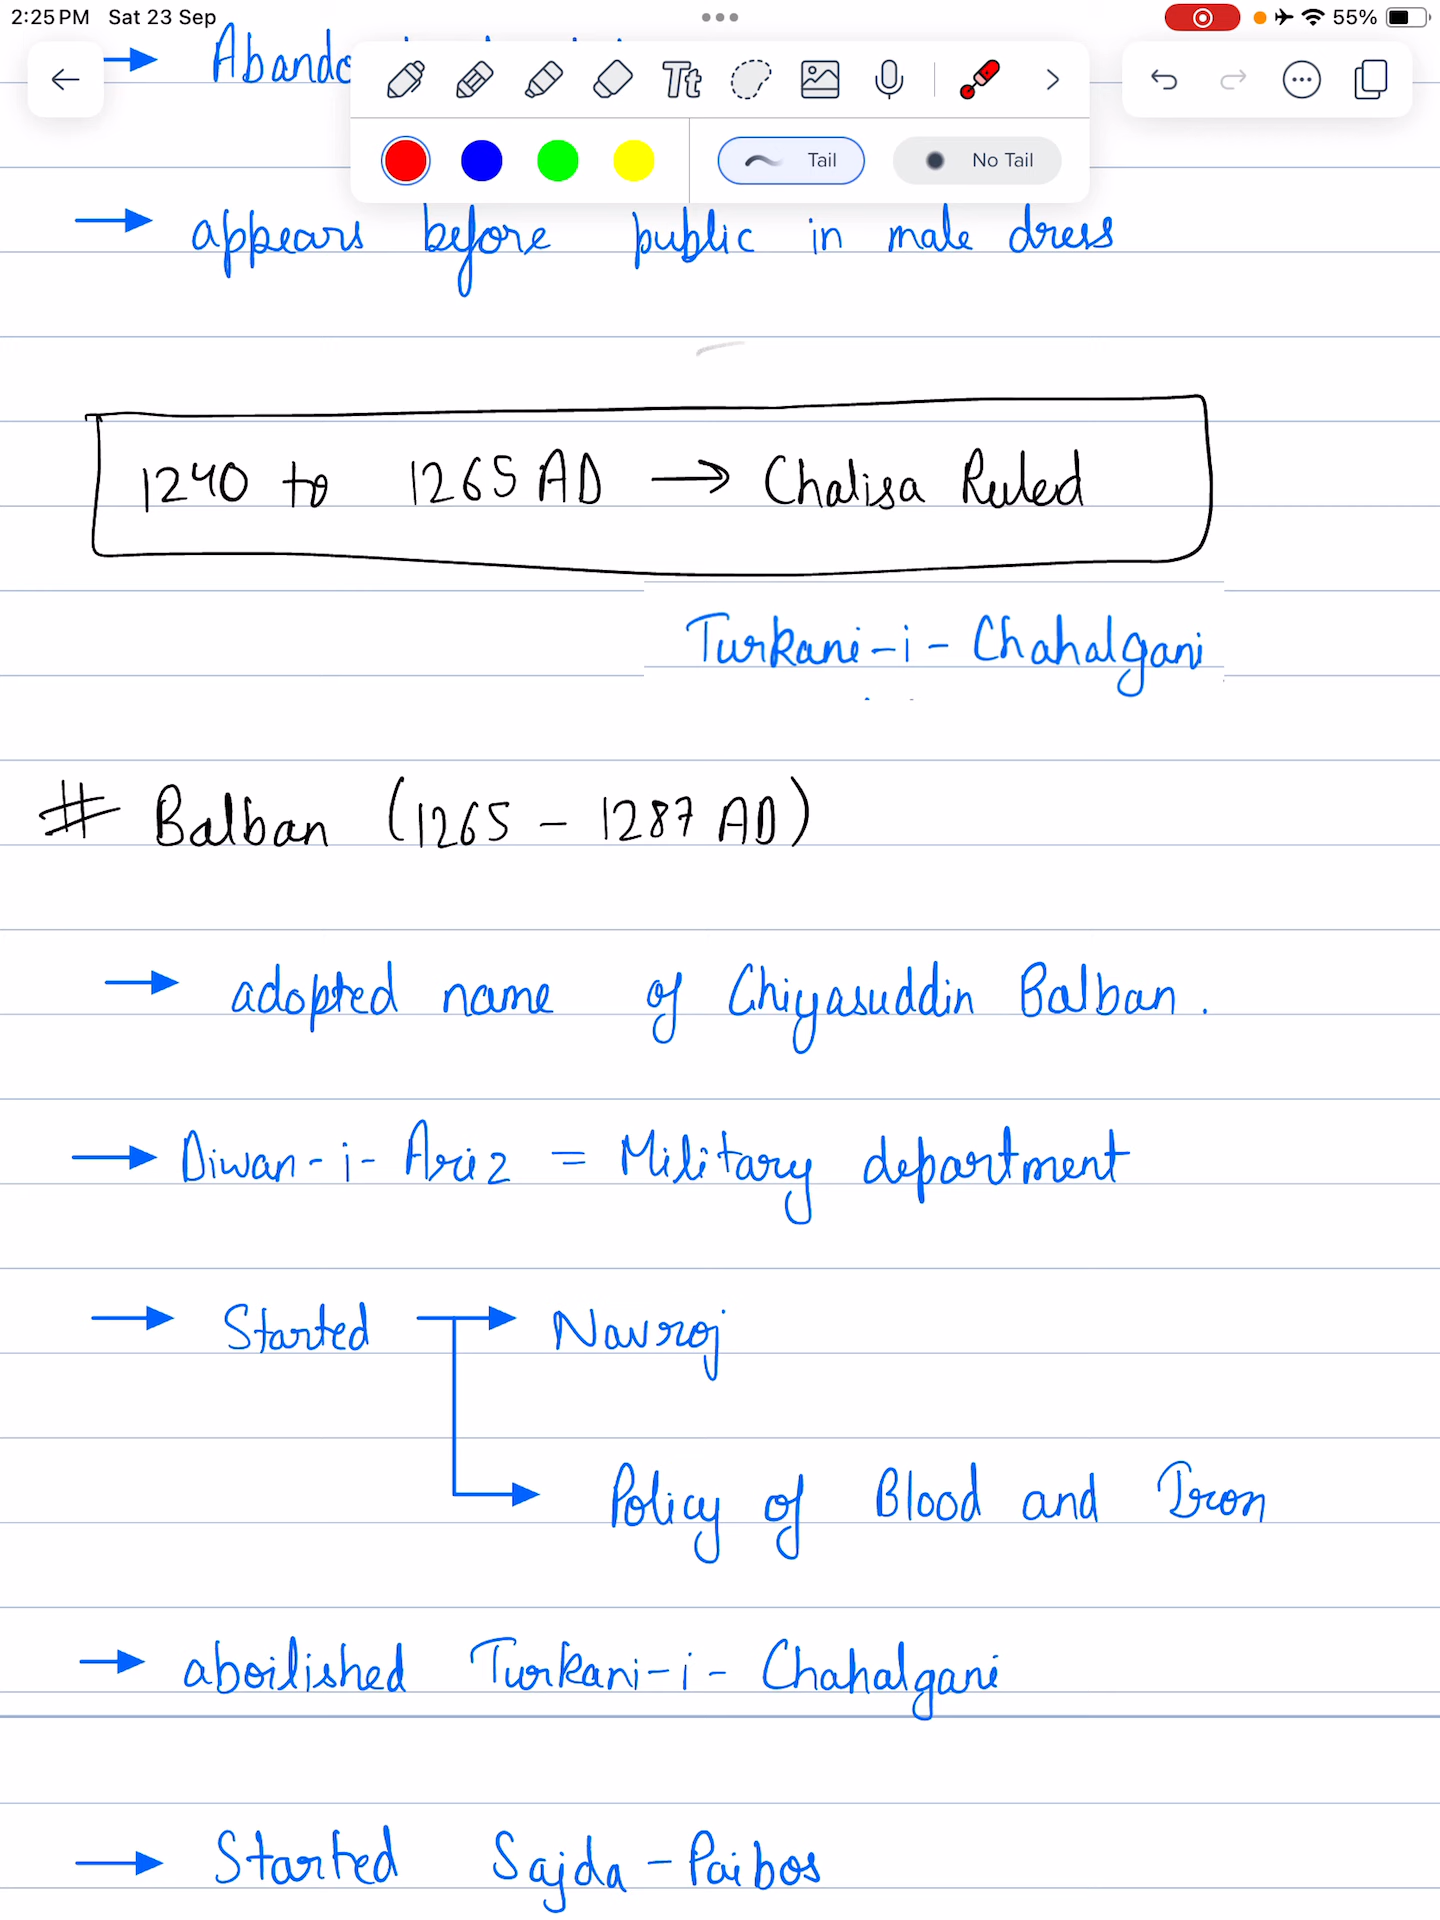 2:25 PM Sat 23 Sep
55%
Tt
Tail
No Tail
→ appears before public in male dress
1240 to 1265 AD → Chalisa Ruled
Turkani-i-Chahalgani
# Balban (1265 - 1287 AD)
→ adopted name of Ghiyasuddin Balban.
→ Diwan-i-Ariz = Military department
→ Started → Navroj
→ Policy of Blood and Iron
→ aboilished Turkani-i-Chahalgani
→ Started Sajda-Paibos